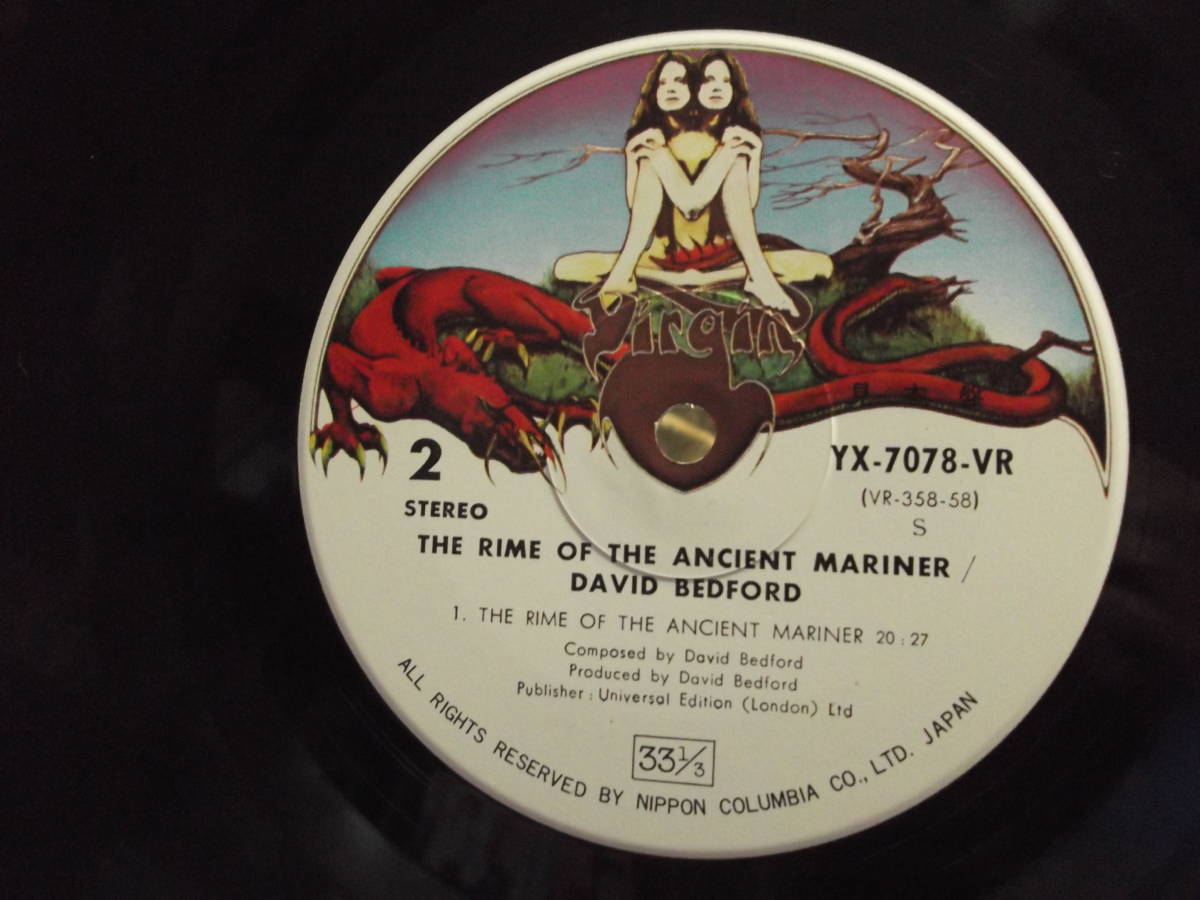 Virgin
2
STEREO
YX-7078-VR
(VR-358-58)
S
THE RIME OF THE ANCIENT MARINER /
DAVID BEDFORD
1. THE RIME OF THE ANCIENT MARINER 20:27
Composed by David Bedford
Produced by David Bedford
Publisher : Universal Edition (London) Ltd
33⅓
ALL RIGHTS RESERVED BY NIPPON COLUMBIA CO., LTD. JAPAN